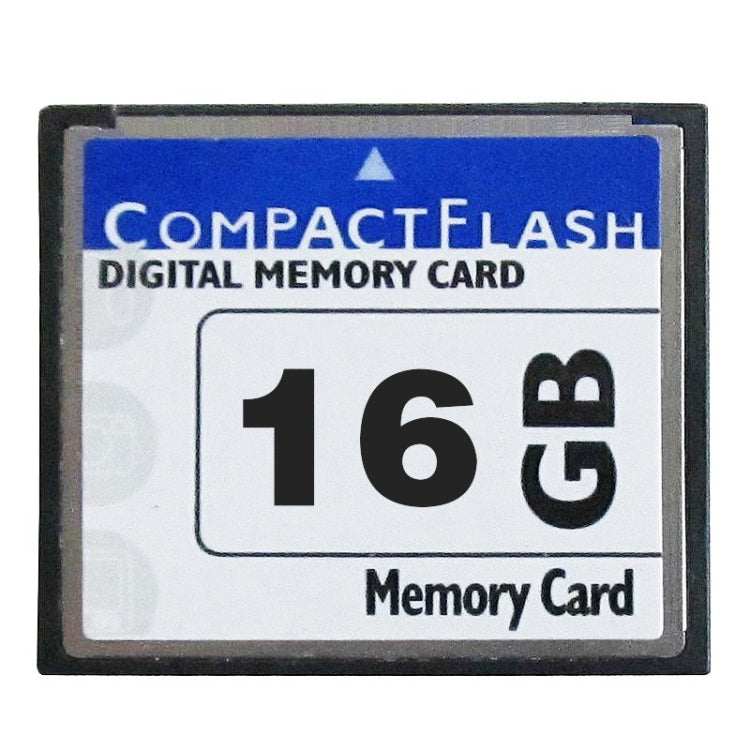 COMPACTFLASH
DIGITAL MEMORY CARD
16 GB
Memory Card